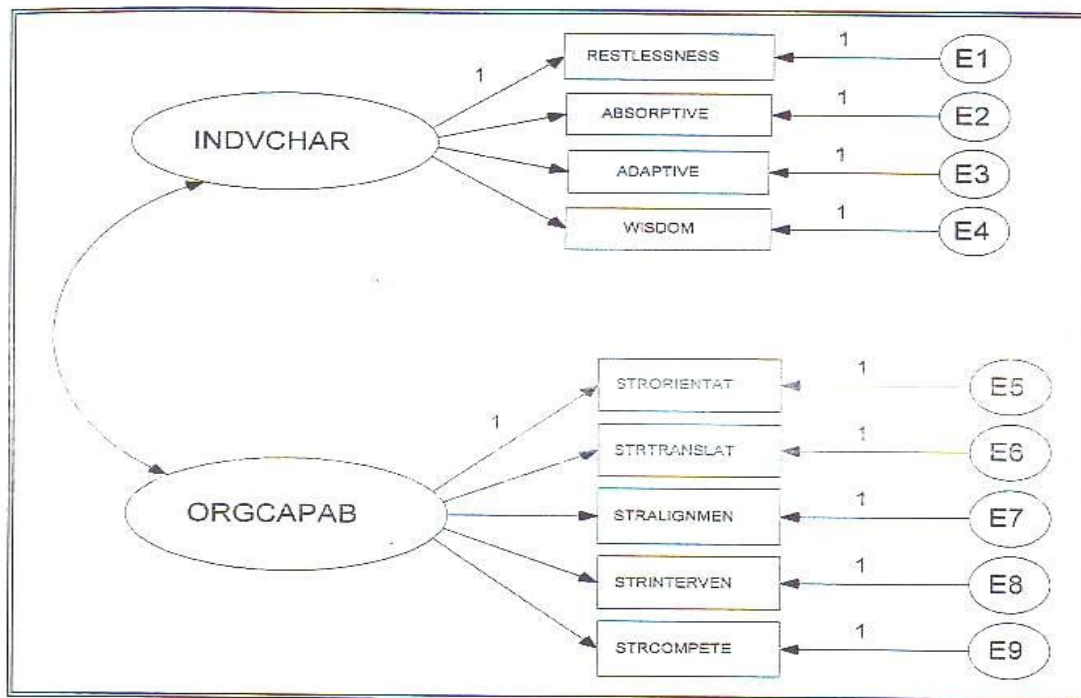 1 RESTLESSNESS 1 E1
ABSORPTIVE 1 E2
INDVCHAR
ADAPTIVE 1 E3
WISDOM 1 E4
STRORIENTAT 1 E5
1
STRTRANSLAT 1 E6
ORGCAPAB
STRALIGNMEN 1 E7
STRINTERVEN 1 E8
STRCOMPETE 1 E9